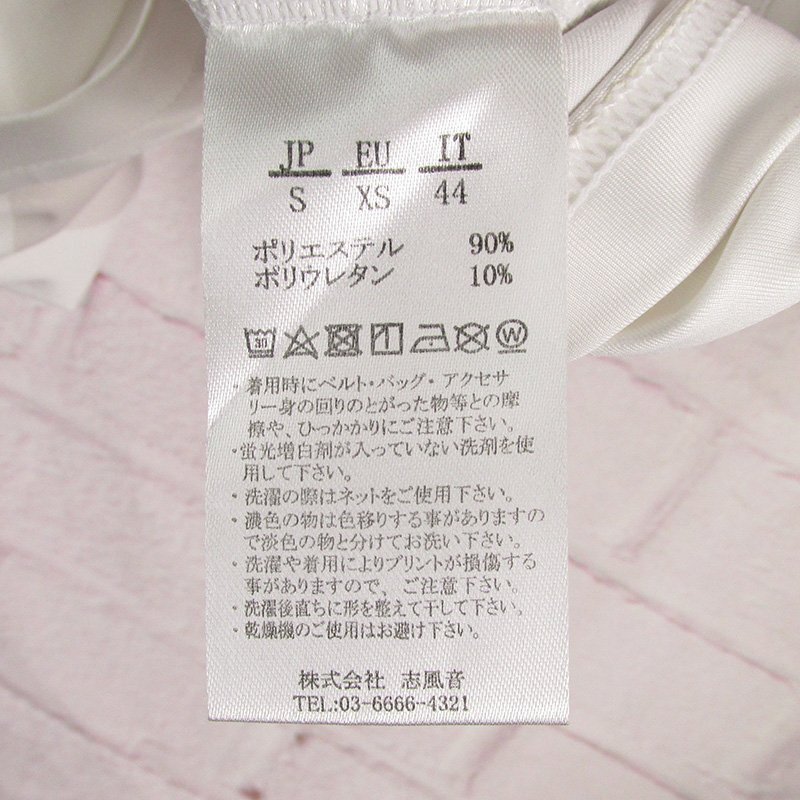 JP EU IT
S XS 44
ポリエステル 90%
ポリウレタン 10%
30 W
・着用時にベルト・バッグ・アクセサ
リー身の回りのとがった物等との摩
擦や、ひっかかりにご注意下さい。
・蛍光増白剤が入っていない洗剤を使
用して下さい。
・洗濯の際はネットをご使用下さい。
・濃色の物は色移りする事がありますの
で淡色の物と分けてお洗い下さい。
・洗濯や着用によりプリントが損傷する
事がありますので、ご注意下さい。
・洗濯後直ちに形を整えて干して下さい。
・乾燥機のご使用はお避け下さい。
株式会社 志風音
TEL:03-6666-4321